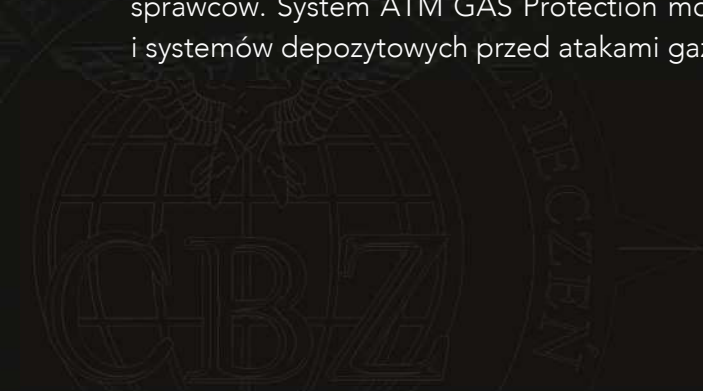 sprawców. System ATM GAS Protection
i systemów depozytowych przed atakami
CBZ